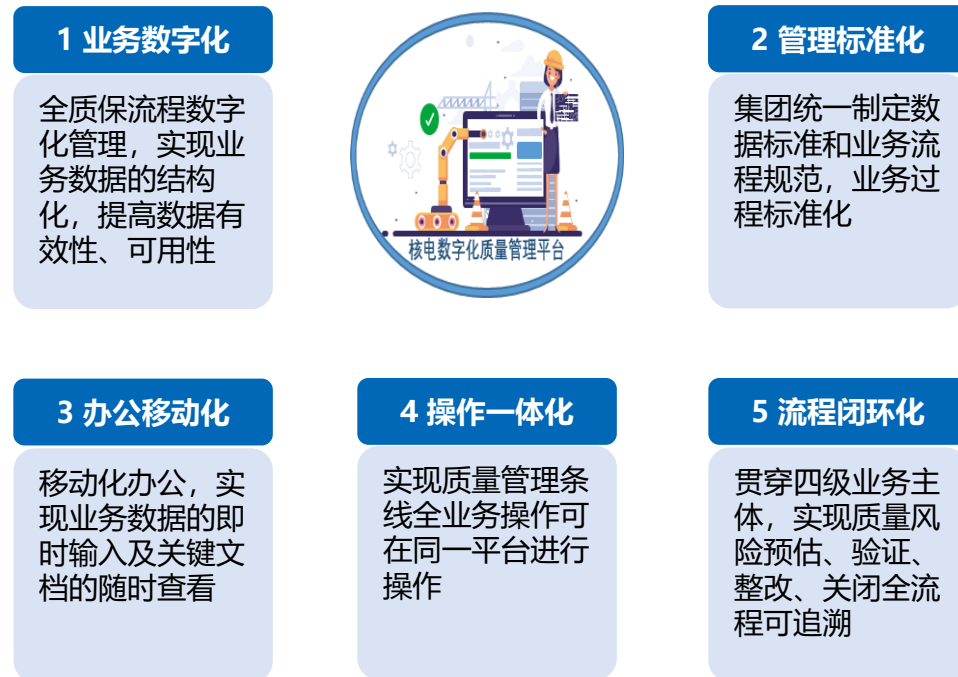 1 业务数字化
全质保流程数字
化管理，实现业
务数据的结构
化，提高数据有
效性、可用性
核电数字化质量管理平台
2 管理标准化
集团统一制定数
据标准和业务流
程规范，业务过
程标准化
3 办公移动化
移动化办公，实
现业务数据的即
时输入及关键文
档的随时查看
4 操作一体化
实现质量管理条
线全业务操作可
在同一平台进行
操作
5 流程闭环化
贯穿四级业务主
体，实现质量风
险预估、验证、
整改、关闭全流
程可追溯